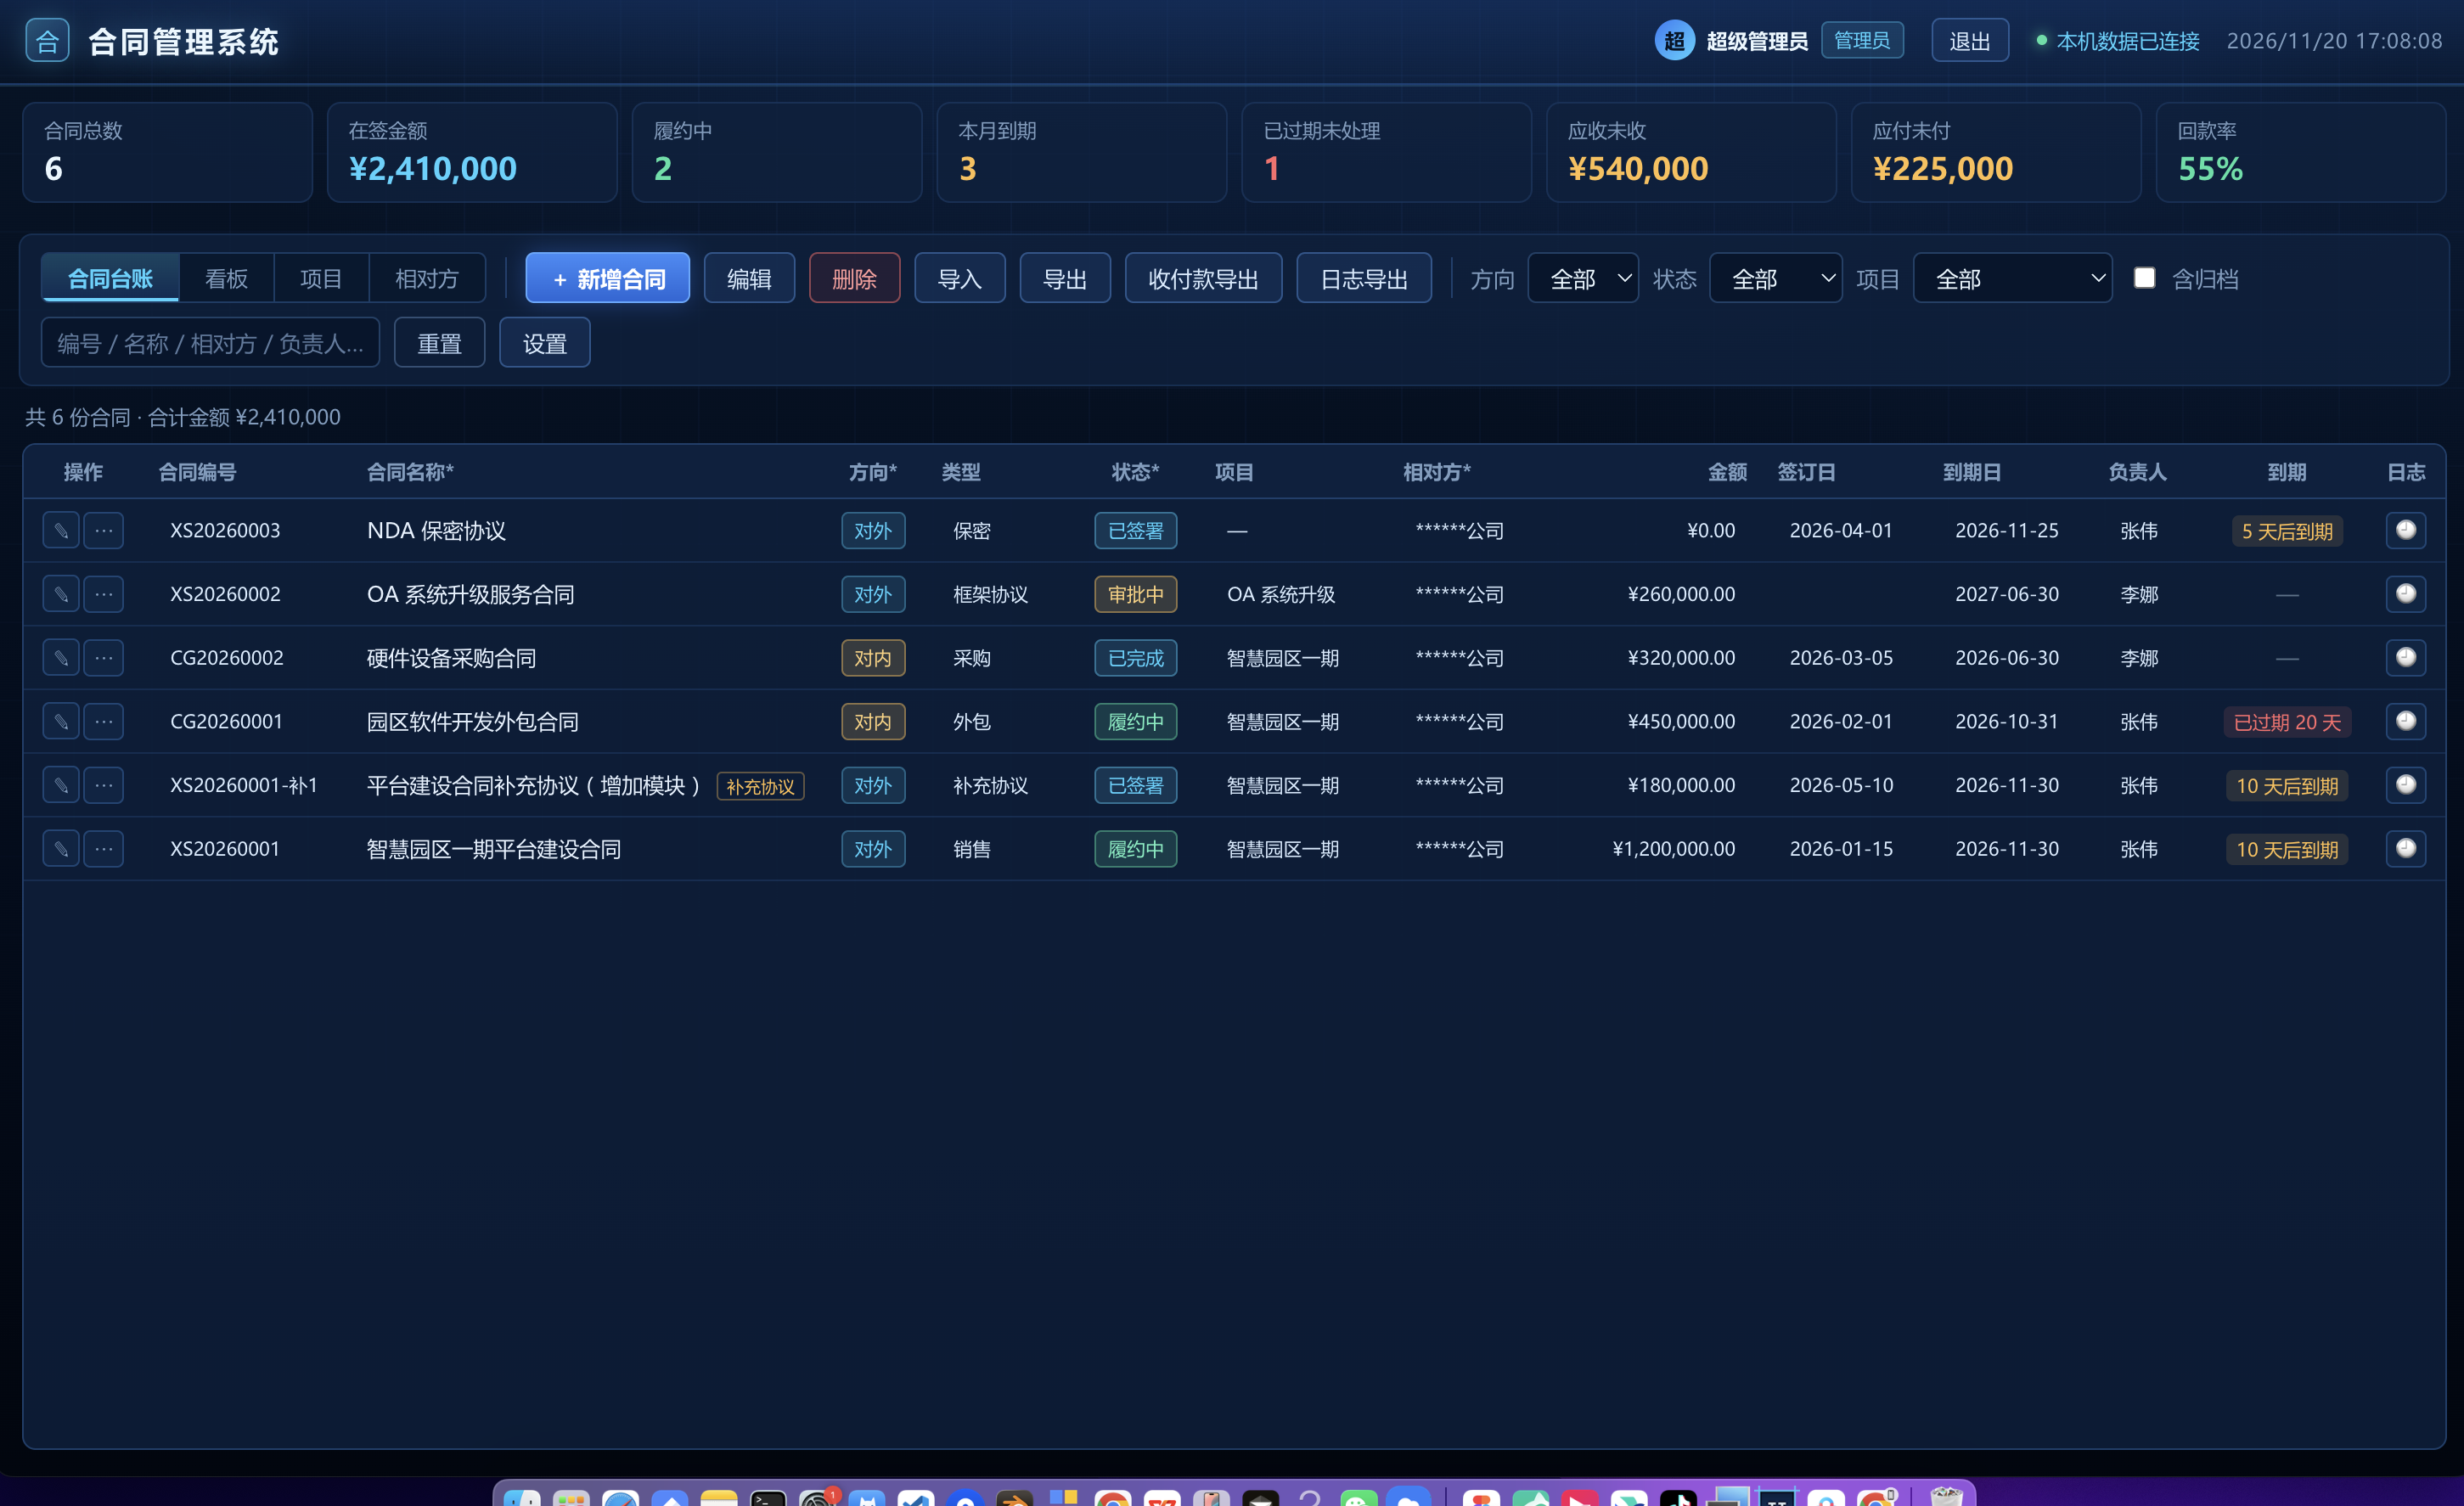 合 合同管理系统 超 超级管理员 管理员 退出 本机数据已连接 2026/11/20 17:08:08
合同总数 在签金额 履约中 本月到期 已过期未处理 应收未收 应付未付 回款率
6 ¥2,410,000 2 3 1 ¥540,000 ¥225,000 55%
合同台账 看板 项目 相对方 + 新增合同 编辑 删除 导入 导出 收付款导出 日志导出 方向 全部 状态 全部 项目 全部 含归档
编号 / 名称 / 相对方 / 负责人... 重置 设置
共 6 份合同 · 合计金额 ¥2,410,000
操作 合同编号 合同名称* 方向* 类型 状态* 项目 相对方* 金额 签订日 到期日 负责人 到期 日志
XS20260003 NDA 保密协议 对外 保密 已签署 — ******公司 ¥0.00 2026-04-01 2026-11-25 张伟 5 天后到期
XS20260002 OA 系统升级服务合同 对外 框架协议 审批中 OA 系统升级 ******公司 ¥260,000.00 2027-06-30 李娜 —
CG20260002 硬件设备采购合同 对内 采购 已完成 智慧园区一期 ******公司 ¥320,000.00 2026-03-05 2026-06-30 李娜 —
CG20260001 园区软件开发外包合同 对内 外包 履约中 智慧园区一期 ******公司 ¥450,000.00 2026-02-01 2026-10-31 张伟 已过期 20 天
XS20260001-补1 平台建设合同补充协议（增加模块） 补充协议 对外 补充协议 已签署 智慧园区一期 ******公司 ¥180,000.00 2026-05-10 2026-11-30 张伟 10 天后到期
XS20260001 智慧园区一期平台建设合同 对外 销售 履约中 智慧园区一期 ******公司 ¥1,200,000.00 2026-01-15 2026-11-30 张伟 10 天后到期
1